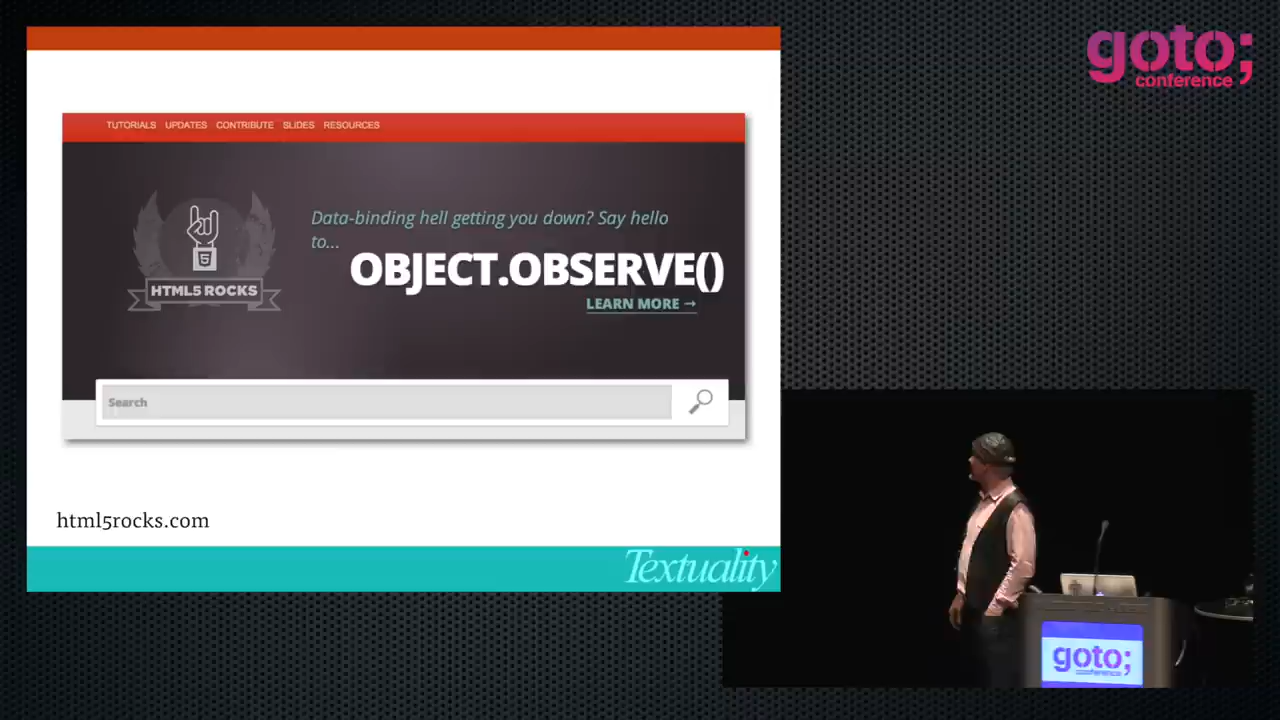 goto;
conference
TUTORIALS UPDATES CONTRIBUTE SLIDES RESOURCES
Data-binding hell getting you down? Say hello
to...
OBJECT.OBSERVE()
LEARN MORE →
5
HTML5 ROCKS
Search
html5rocks.com
Textuality
goto;
conference